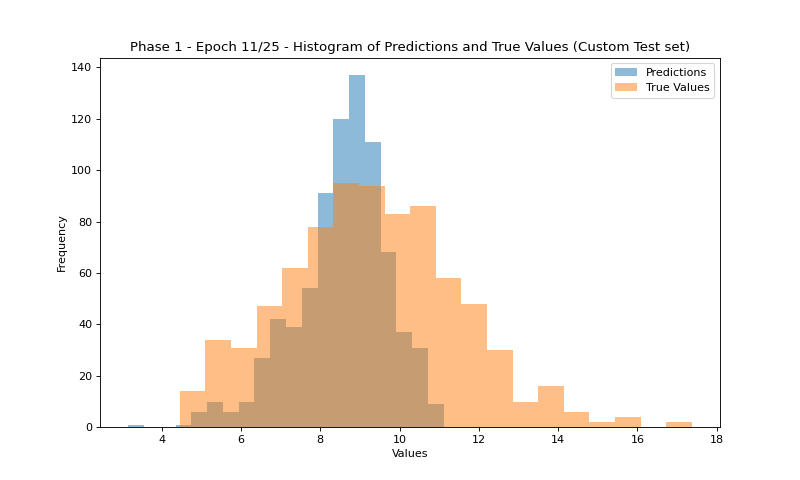 Phase 1 - Epoch 11/25 - Histogram of Predictions and True Values (Custom Test set)
Predictions
True Values
140
120
100
80
60
40
20
0
Frequency
4 6 8 10 12 14 16 18
Values